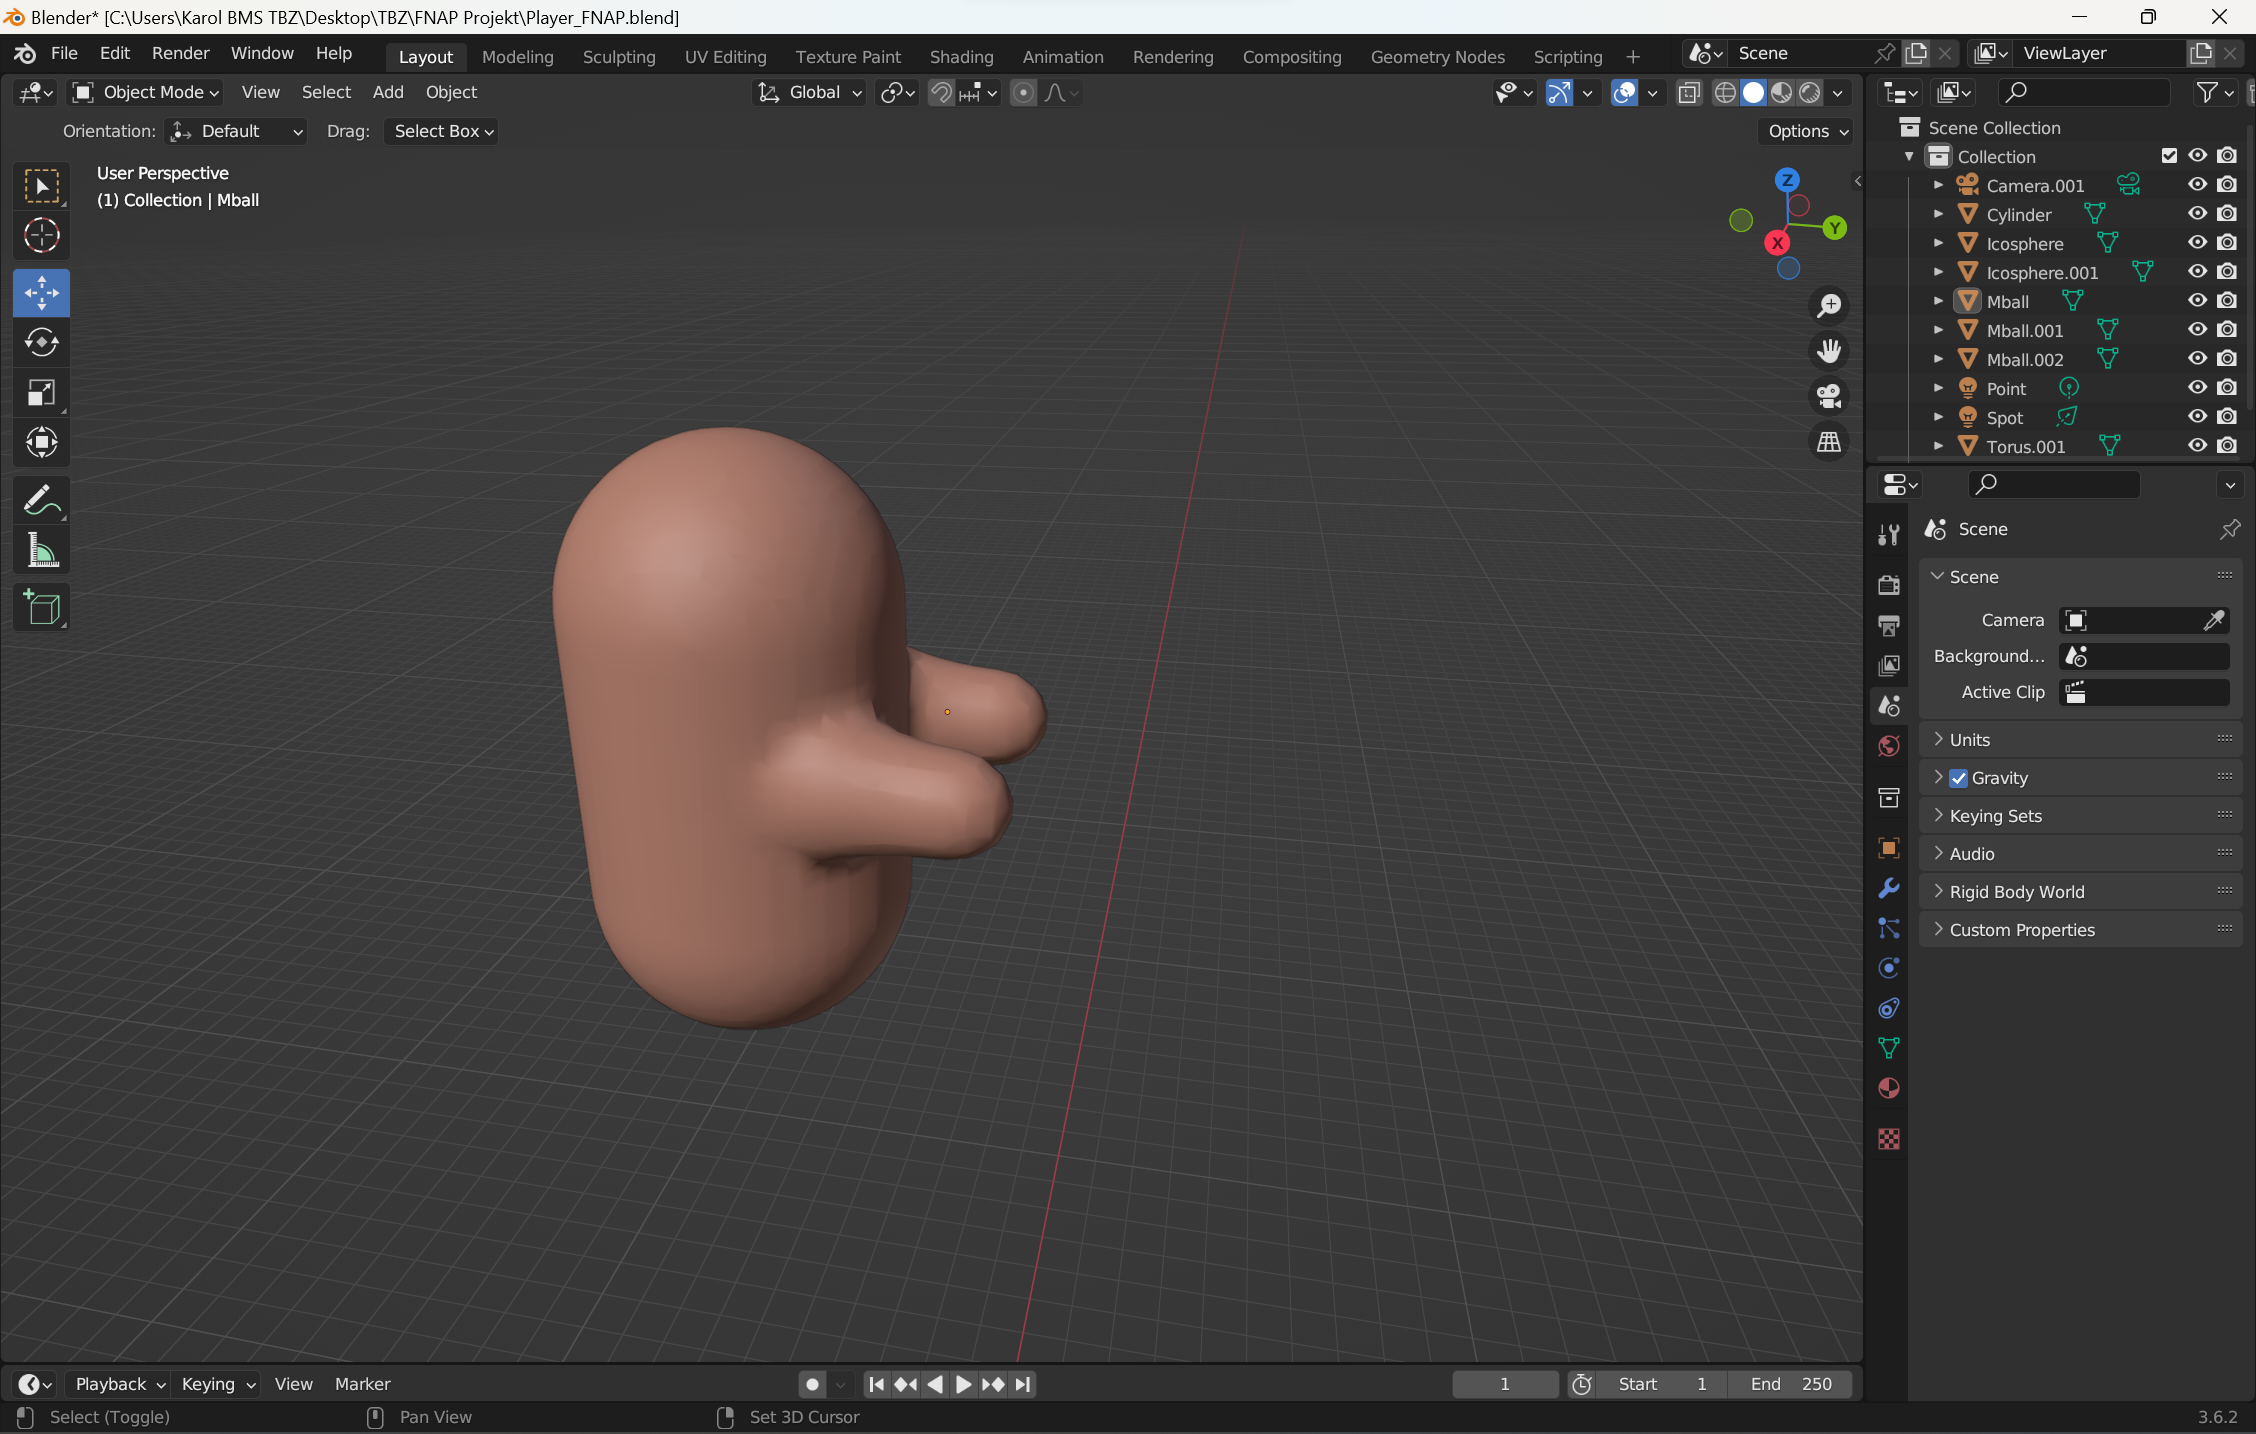 Blender* [C:\Users\Karol BMS TBZ\Desktop\TBZ\FNAP Projekt\Player_FNAP.blend]
File Edit Render Window Help Layout Modeling Sculpting UV Editing Texture Paint Shading Animation Rendering Compositing Geometry Nodes Scripting + Scene ViewLayer
Object Mode View Select Add Object Global
Orientation: Default Drag: Select Box Options
User Perspective
(1) Collection | Mball
Z
Y
X
Scene Collection
Collection
Camera.001
Cylinder
Icosphere
Icosphere.001
Mball
Mball.001
Mball.002
Point
Spot
Torus.001
Scene
Scene
Camera
Background...
Active Clip
Units
Gravity
Keying Sets
Audio
Rigid Body World
Custom Properties
Playback Keying View Marker 1 Start 1 End 250
Select (Toggle) Pan View Set 3D Cursor 3.6.2